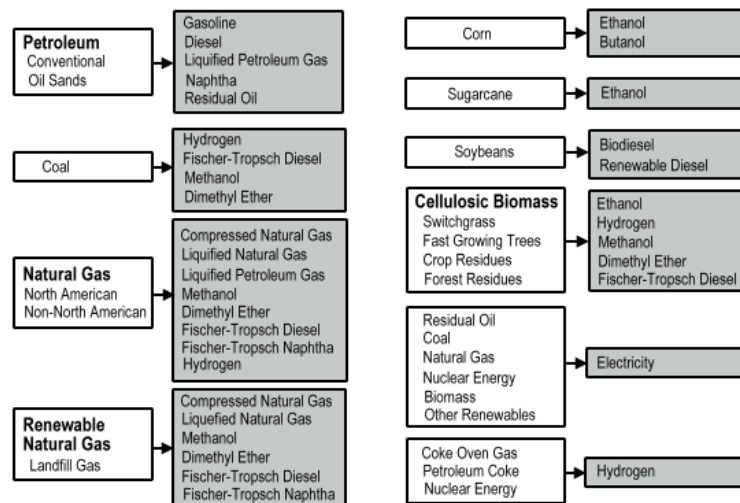 Petroleum
Conventional
Oil Sands
Gasoline
Diesel
Liquified Petroleum Gas
Naphtha
Residual Oil
Coal
Hydrogen
Fischer-Tropsch Diesel
Methanol
Dimethyl Ether
Natural Gas
North American
Non-North American
Compressed Natural Gas
Liquified Natural Gas
Liquified Petroleum Gas
Methanol
Dimethyl Ether
Fischer-Tropsch Diesel
Fischer-Tropsch Naphtha
Hydrogen
Renewable
Natural Gas
Landfill Gas
Compressed Natural Gas
Liquefied Natural Gas
Methanol
Dimethyl Ether
Fischer-Tropsch Diesel
Fischer-Tropsch Naphtha
Corn
Ethanol
Butanol
Sugarcane
Ethanol
Soybeans
Biodiesel
Renewable Diesel
Cellulosic Biomass
Switchgrass
Fast Growing Trees
Crop Residues
Forest Residues
Ethanol
Hydrogen
Methanol
Dimethyl Ether
Fischer-Tropsch Diesel
Residual Oil
Coal
Natural Gas
Nuclear Energy
Biomass
Other Renewables
Electricity
Coke Oven Gas
Petroleum Coke
Nuclear Energy
Hydrogen